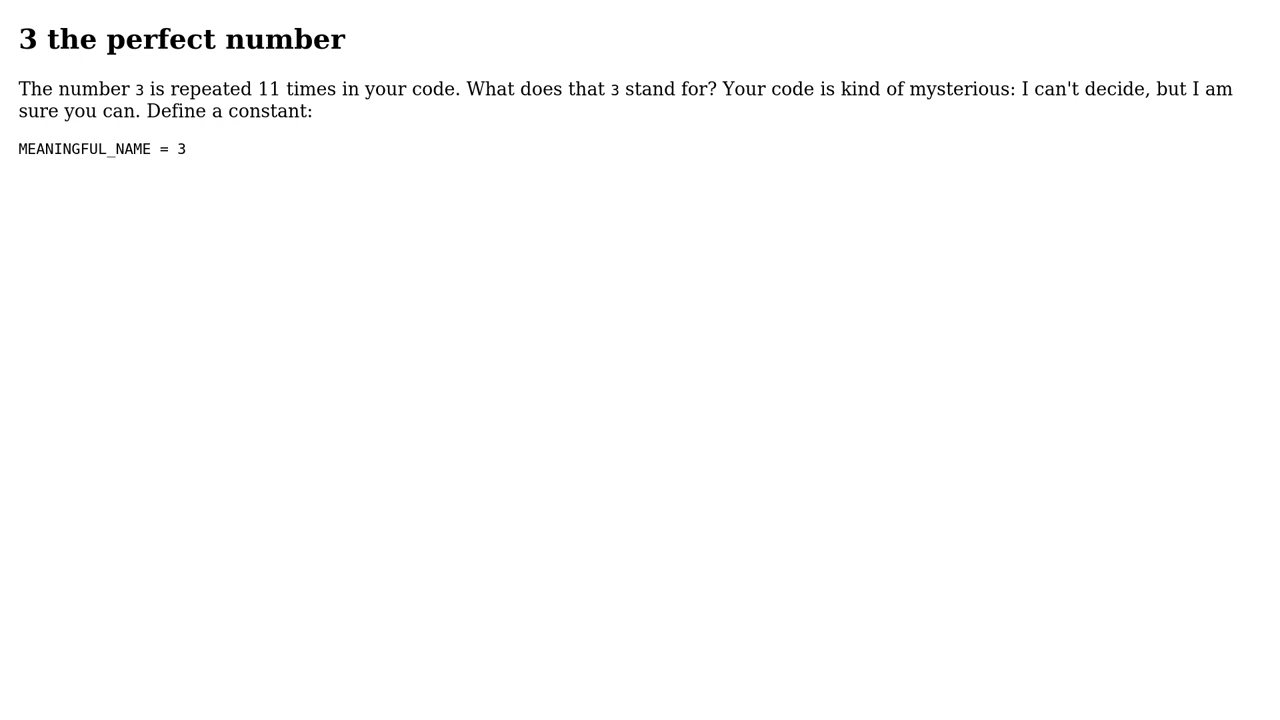 3 the perfect number
The number 3 is repeated 11 times in your code. What does that 3 stand for? Your code is kind of mysterious: I can't decide, but I am
sure you can. Define a constant:
MEANINGFUL_NAME = 3